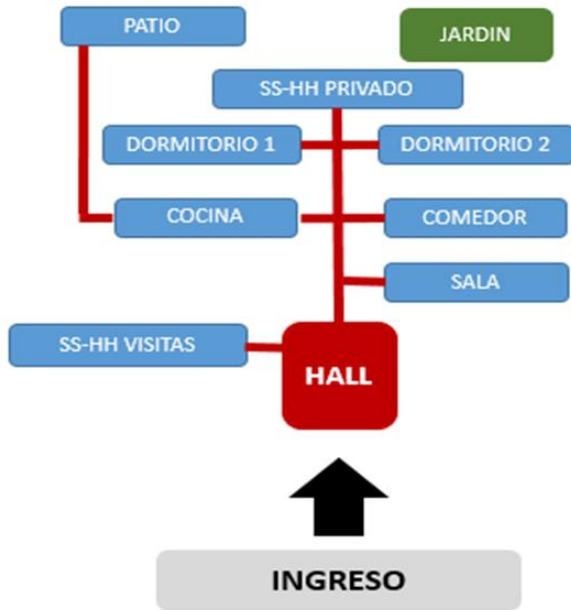 PATIO
JARDIN
SS-HH PRIVADO
DORMITORIO 1
DORMITORIO 2
COCINA
COMEDOR
SALA
SS-HH VISITAS
HALL
INGRESO